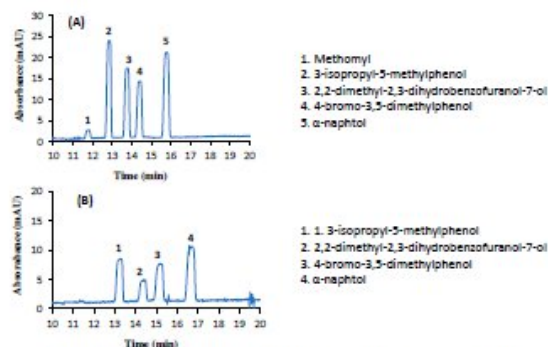 (A)
Absorbance (mAU)
30
25
20
15
10
5
0
1
2
3
4
5
10 11 12 13 14 15 16 17 18 19 20
Time (min)
1. Methomyl
2. 3-isopropyl-5-methylphenol
3. 2,2-dimethyl-2,3-dihydrobenzofuranol-7-ol
4. 4-bromo-3,5-dimethylphenol
5. α-naphtol
(B)
Absorbance (mAU)
20
15
10
5
0
1
2
3
4
10 11 12 13 14 15 16 17 18 19 20
Time (min)
1. 1. 3-isopropyl-5-methylphenol
2. 2,2-dimethyl-2,3-dihydrobenzofuranol-7-ol
3. 4-bromo-3,5-dimethylphenol
4. α-naphtol